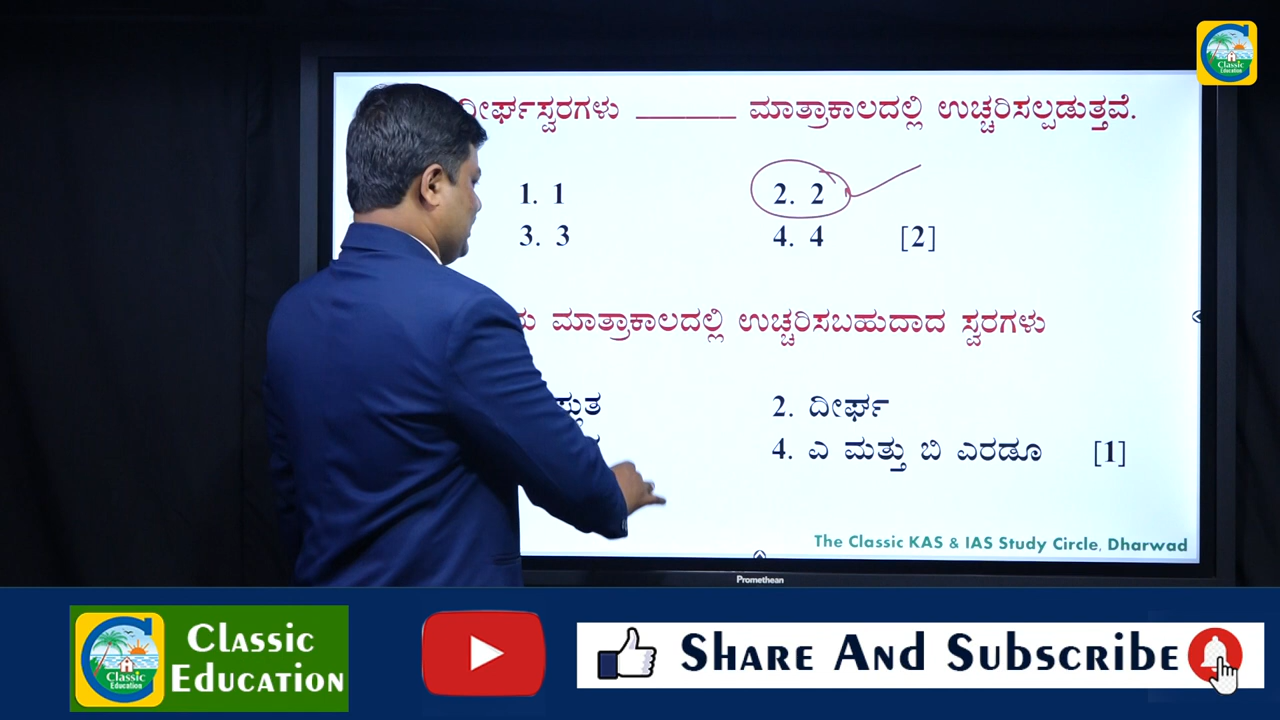 ದೀರ್ಘಸ್ವರಗಳು ______ ಮಾತ್ರಾಕಾಲದಲ್ಲಿ ಉಚ್ಚರಿಸಲ್ಪಡುತ್ತವೆ.
1. 1 2. 2
3. 3 4. 4 [2]
ಮಾತ್ರಾಕಾಲದಲ್ಲಿ ಉಚ್ಚರಿಸಬಹುದಾದ ಸ್ವರಗಳು
ಪ್ಲುತ 2. ದೀರ್ಘ
4. ಎ ಮತ್ತು ಬಿ ಎರಡೂ [1]
The Classic KAS & IAS Study Circle, Dharwad
Promethean
Classic Education
Classic Education
Classic
Education
Share And Subscribe